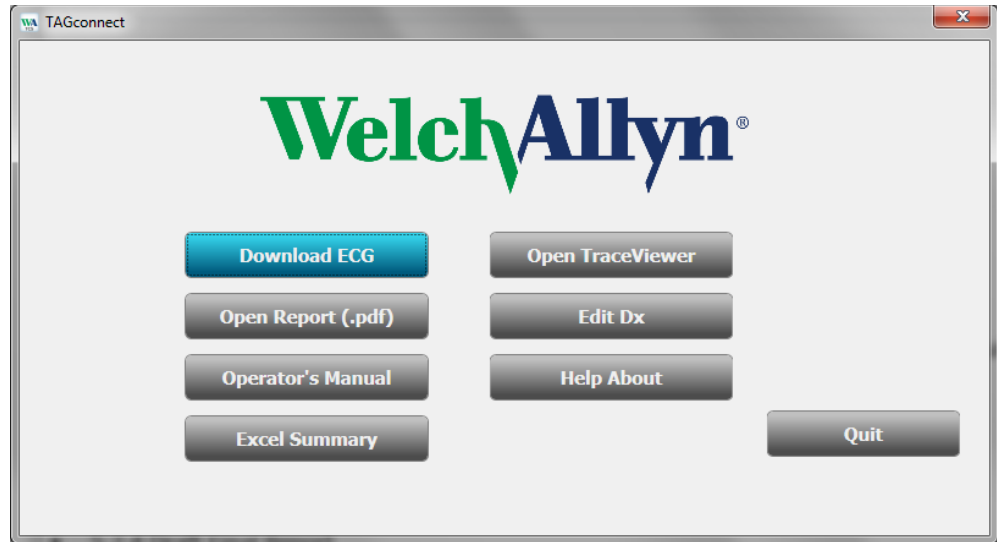 TAGconnect
WelchAllyn®
Download ECG
Open TraceViewer
Open Report (.pdf)
Edit Dx
Operator's Manual
Help About
Excel Summary
Quit